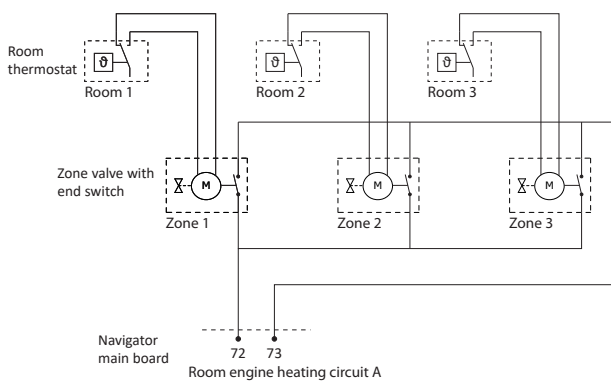 Room
thermostat
ϑ
Room 1
ϑ
Room 2
ϑ
Room 3
Zone valve with
end switch
M
Zone 1
M
Zone 2
M
Zone 3
Navigator
main board
72 73
Room engine heating circuit A